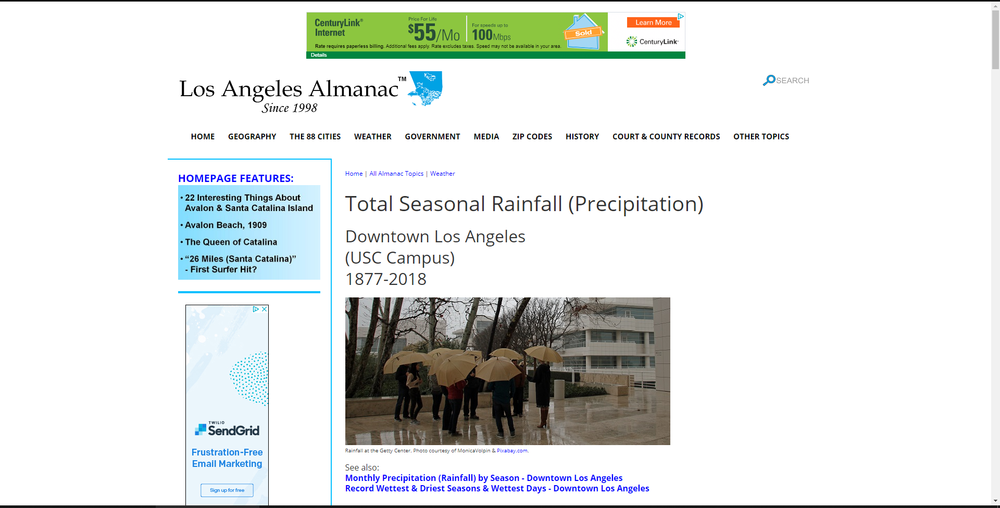 CenturyLink® Internet
Price For Life
$55/Mo
For speeds up to
100Mbps
Sold
Learn More
CenturyLink®
Rate requires paperless billing. Additional fees apply. Rate excludes taxes. Speed may not be available in your area.
Details
Los Angeles Almanac™
Since 1998
SEARCH
HOME GEOGRAPHY THE 88 CITIES WEATHER GOVERNMENT MEDIA ZIP CODES HISTORY COURT & COUNTY RECORDS OTHER TOPICS
HOMEPAGE FEATURES:
• 22 Interesting Things About
Avalon & Santa Catalina Island
• Avalon Beach, 1909
• The Queen of Catalina
• “26 Miles (Santa Catalina)”
- First Surfer Hit?
TWILIO
SendGrid
Frustration-Free
Email Marketing
Sign up for free
Home | All Almanac Topics | Weather
Total Seasonal Rainfall (Precipitation)
Downtown Los Angeles
(USC Campus)
1877-2018
Rainfall at the Getty Center. Photo courtesy of MonicaVolpin & Pixabay.com.
See also:
Monthly Precipitation (Rainfall) by Season - Downtown Los Angeles
Record Wettest & Driest Seasons & Wettest Days - Downtown Los Angeles